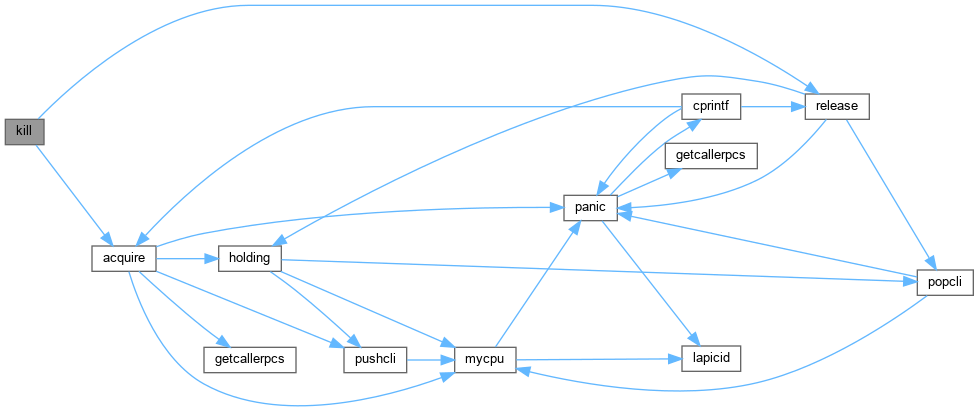 kill
cprintf
release
getcallerpcs
panic
acquire
holding
popcli
getcallerpcs
pushcli
mycpu
lapicid